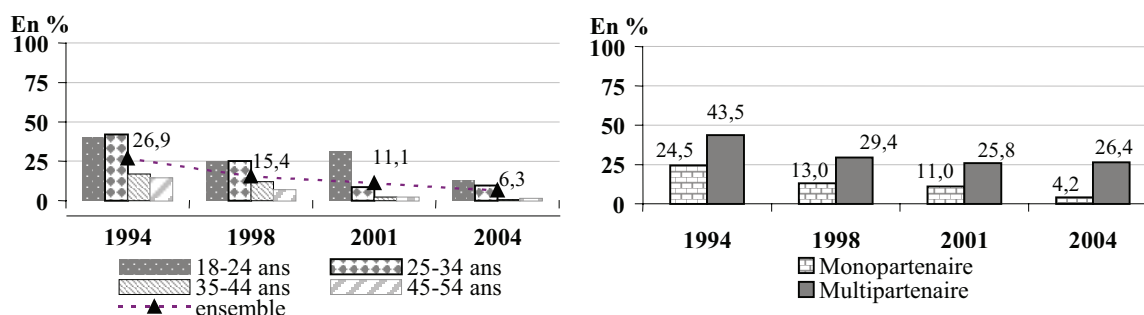 En %
100
75
50
25
0
26,9
15,4
11,1
6,3
1994 1998 2001 2004
18-24 ans 25-34 ans
35-44 ans 45-54 ans
ensemble
En %
100
75
50
25
0
24,5 43,5
13,0 29,4
11,0 25,8
4,2 26,4
1994 1998 2001 2004
Monopartenaire
Multipartenaire